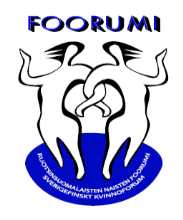 FOORUMI
RUOTSINSUOMALAISTEN NAISTEN FOORUMI
SVERIGEFINSKT KVINNOFORUM